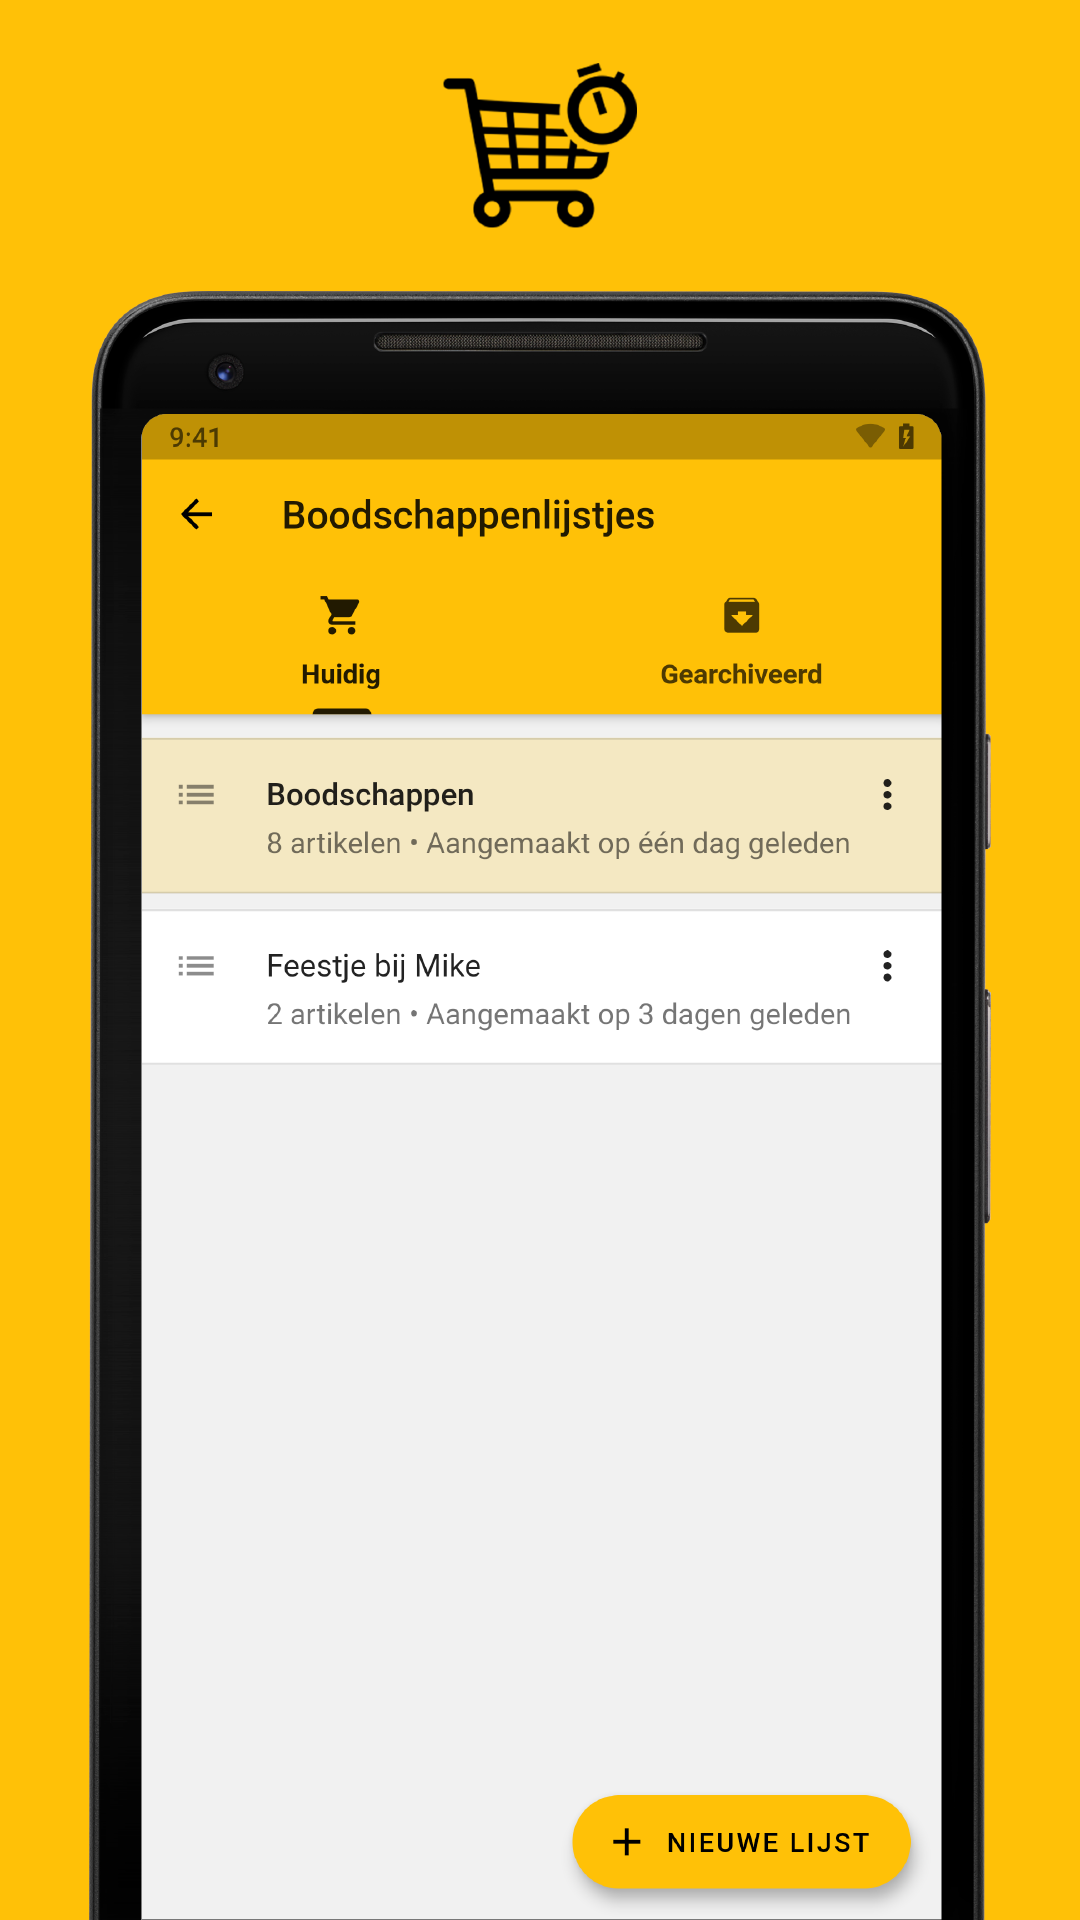 9:41
Boodschappenlijstjes
Huidig
Gearchiveerd
Boodschappen
8 artikelen • Aangemaakt op één dag geleden
Feestje bij Mike
2 artikelen • Aangemaakt op 3 dagen geleden
NIEUWE LIJST